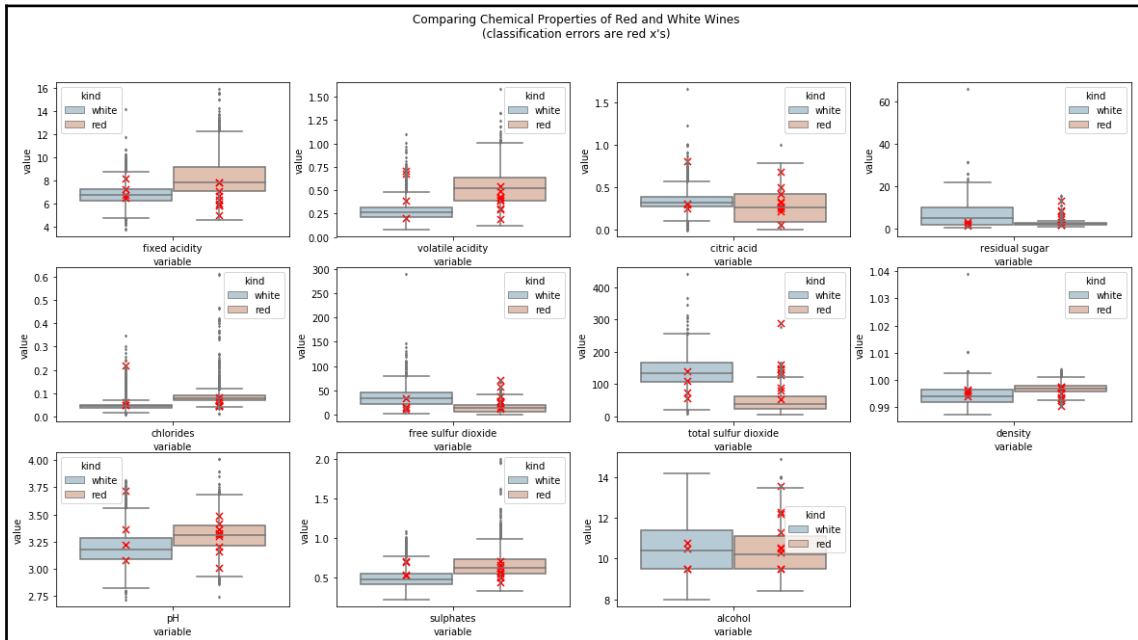 Comparing Chemical Properties of Red and White Wines
(classification errors are red x's)
16
14
12
10
8
6
4
value
kind
white
red
fixed acidity
variable
1.50
1.25
1.00
0.75
0.50
0.25
0.00
value
kind
white
red
volatile acidity
variable
1.5
1.0
0.5
0.0
value
kind
white
red
citric acid
variable
60
40
20
0
value
kind
white
red
residual sugar
variable
0.6
0.5
0.4
0.3
0.2
0.1
0.0
value
kind
white
red
chlorides
variable
300
250
200
150
100
50
0
value
kind
white
red
free sulfur dioxide
variable
400
300
200
100
0
value
kind
white
red
total sulfur dioxide
variable
1.04
1.03
1.02
1.01
1.00
0.99
value
kind
white
red
density
variable
4.00
3.75
3.50
3.25
3.00
2.75
value
kind
white
red
pH
variable
2.0
1.5
1.0
0.5
value
kind
white
red
sulphates
variable
14
12
10
8
value
kind
white
red
alcohol
variable